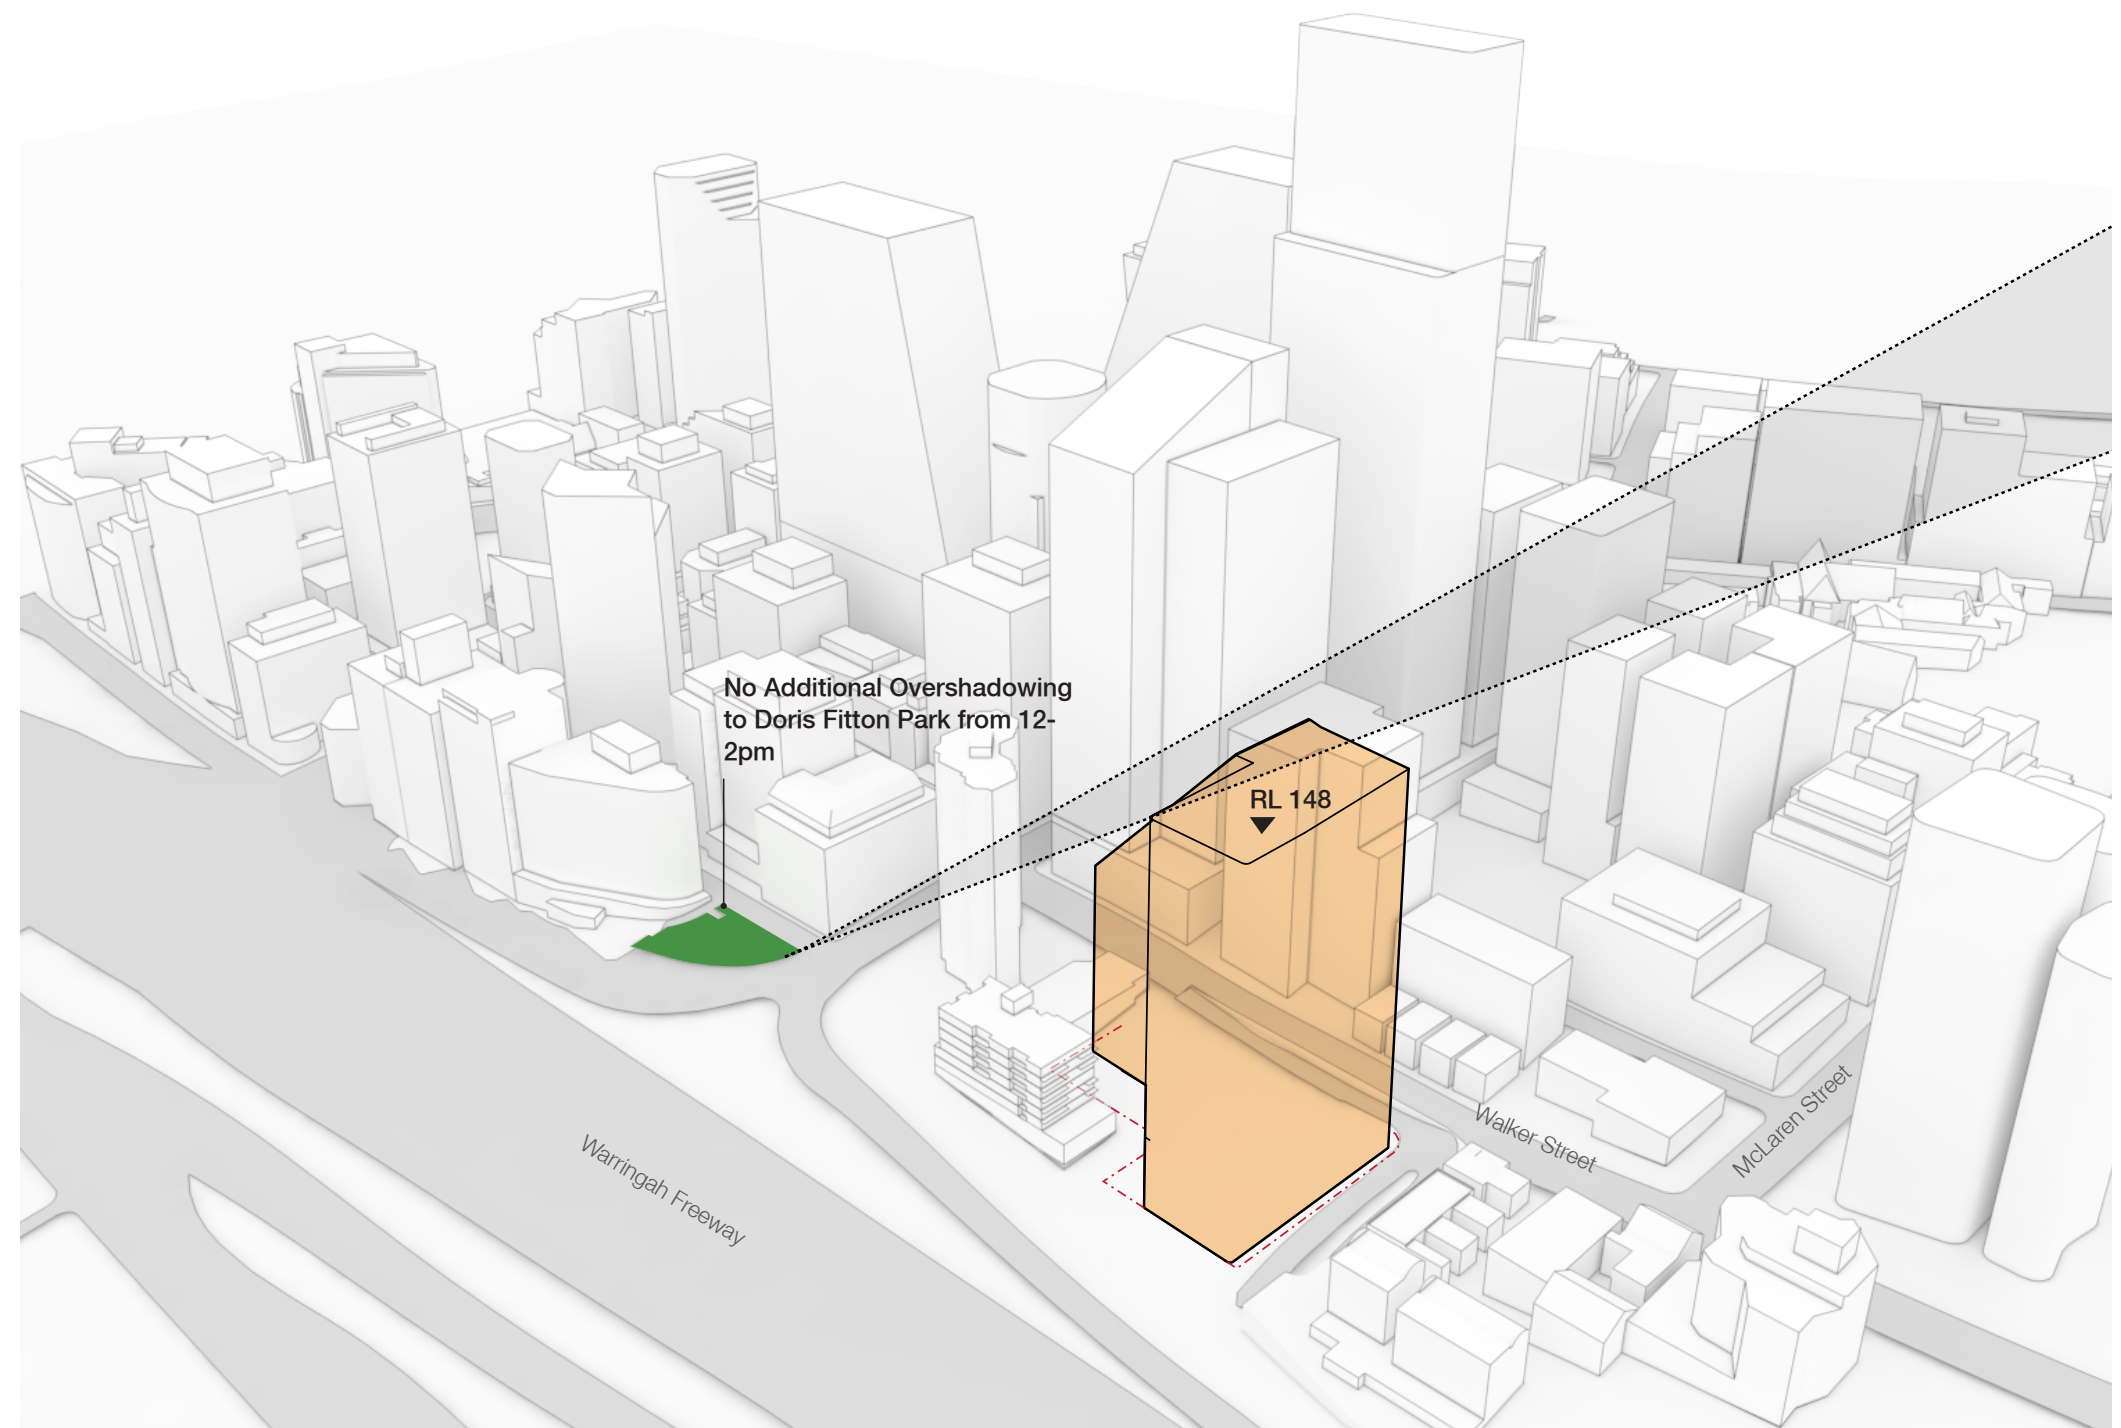 No Additional Overshadowing
to Doris Fitton Park from 12-
2pm
RL 148
Walker Street
McLaren Street
Warringah Freeway